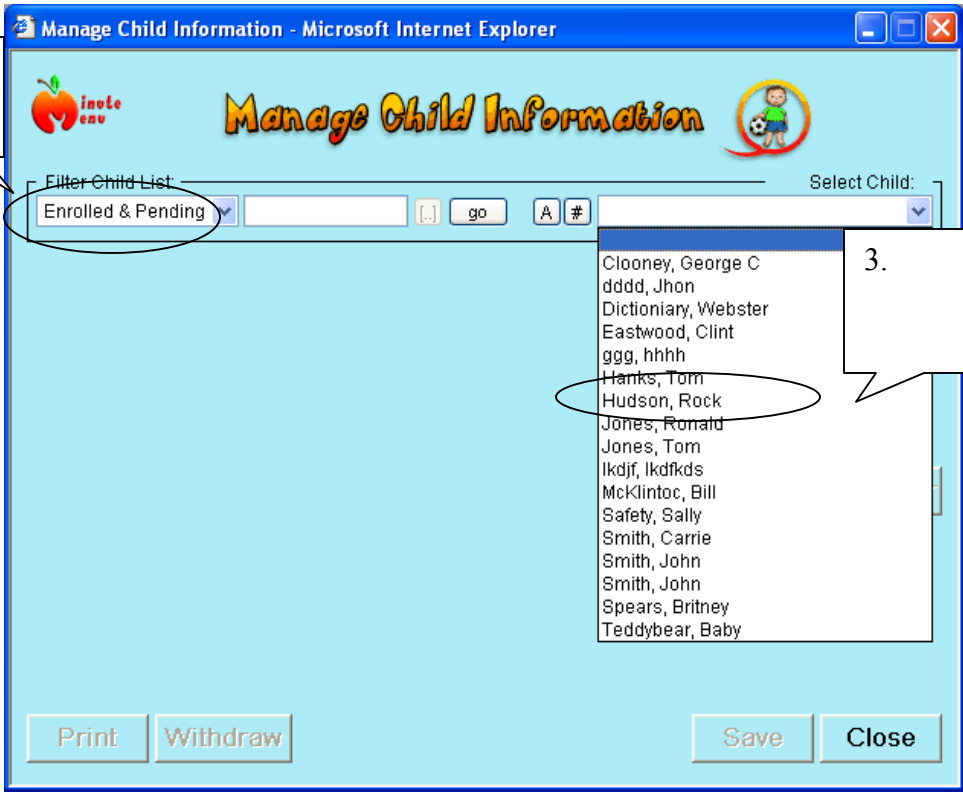 Manage Child Information - Microsoft Internet Explorer
inute
enu
Manage Child Information
Filter Child List:
Select Child:
Enrolled & Pending
[..]
go
A
#
Clooney, George C
dddd, Jhon
Dictioniary, Webster
Eastwood, Clint
ggg, hhhh
Hanks, Tom
Hudson, Rock
Jones, Ronald
Jones, Tom
lkdjf, lkdfkds
McKlintoc, Bill
Safety, Sally
Smith, Carrie
Smith, John
Smith, John
Spears, Britney
Teddybear, Baby
3.
Print
Withdraw
Save
Close